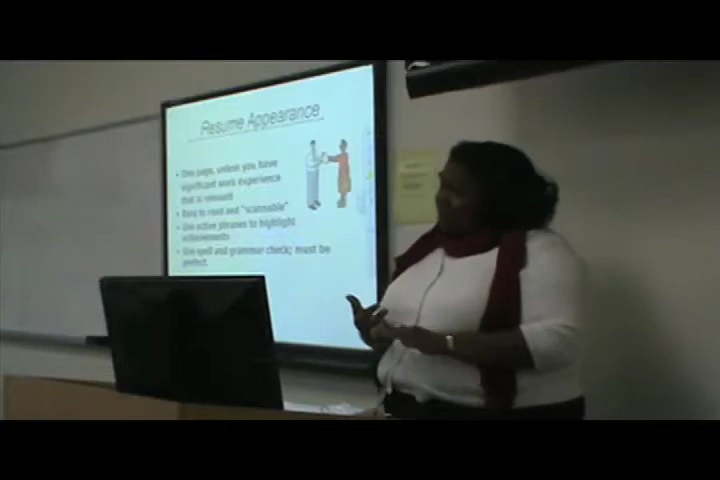 Resume Appearance
• One page, unless you have
significant work experience
that is relevant
• Easy to read and "scannable"
• Use active phrases to highlight
achievements
• Use spell and grammar check; must be
perfect.